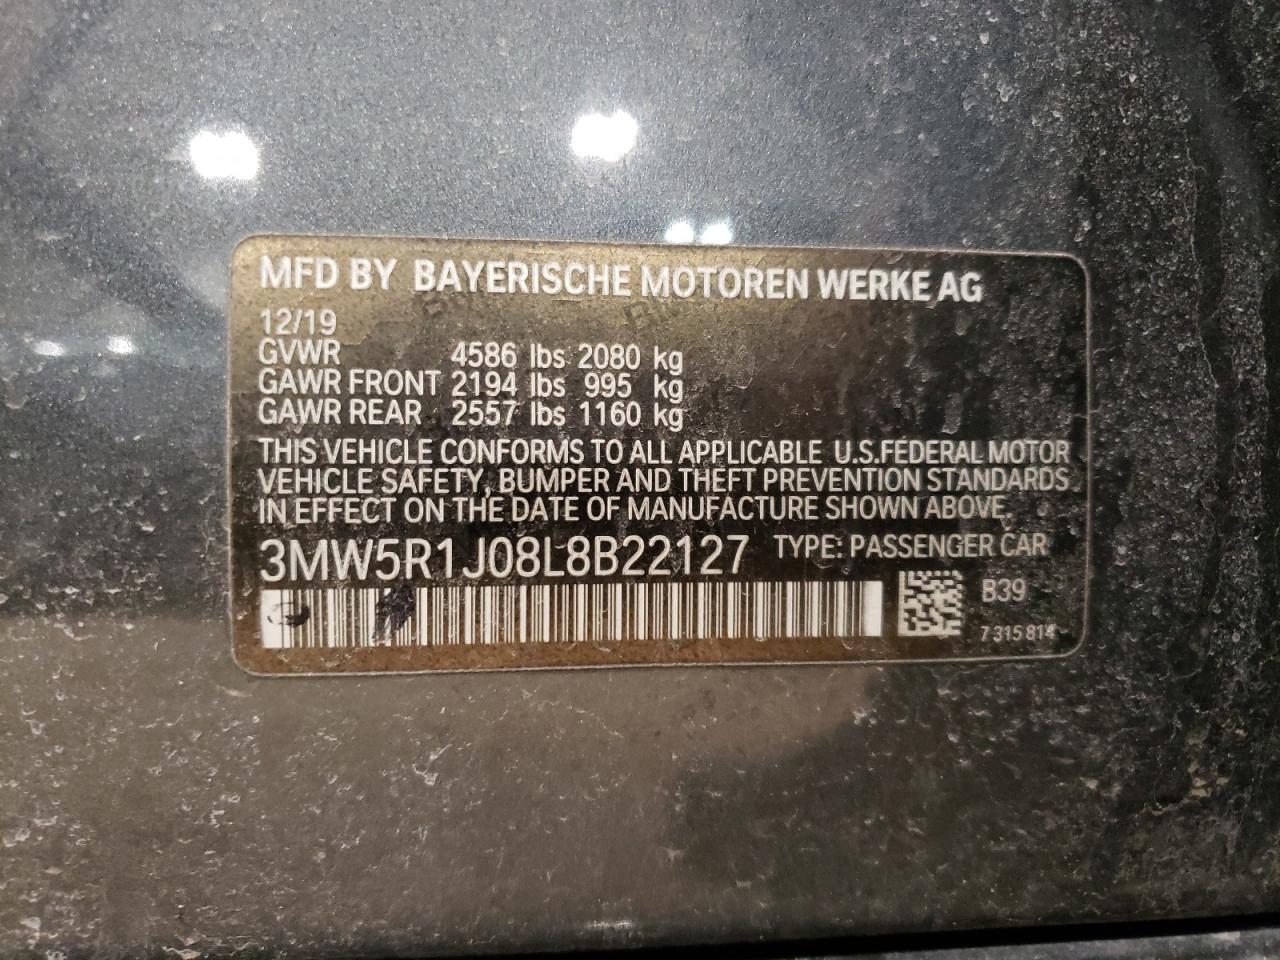 MFD BY BAYERISCHE MOTOREN WERKE AG
12/19
GVWR 4586 lbs 2080 kg
GAWR FRONT 2194 lbs 995 kg
GAWR REAR 2557 lbs 1160 kg
THIS VEHICLE CONFORMS TO ALL APPLICABLE U.S.FEDERAL MOTOR
VEHICLE SAFETY, BUMPER AND THEFT PREVENTION STANDARDS
IN EFFECT ON THE DATE OF MANUFACTURE SHOWN ABOVE.
3MW5R1J08L8B22127 TYPE: PASSENGER CAR
B39
7 315 814